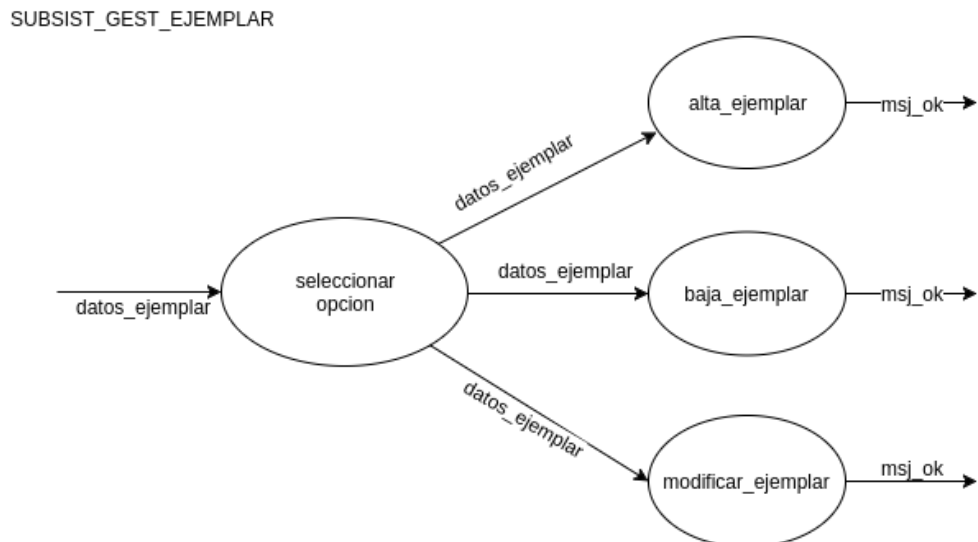 SUBSIST_GEST_EJEMPLAR
alta_ejemplar
msj_ok
datos_ejemplar
seleccionar
opcion
datos_ejemplar
datos_ejemplar
baja_ejemplar
msj_ok
datos_ejemplar
modificar_ejemplar
msj_ok